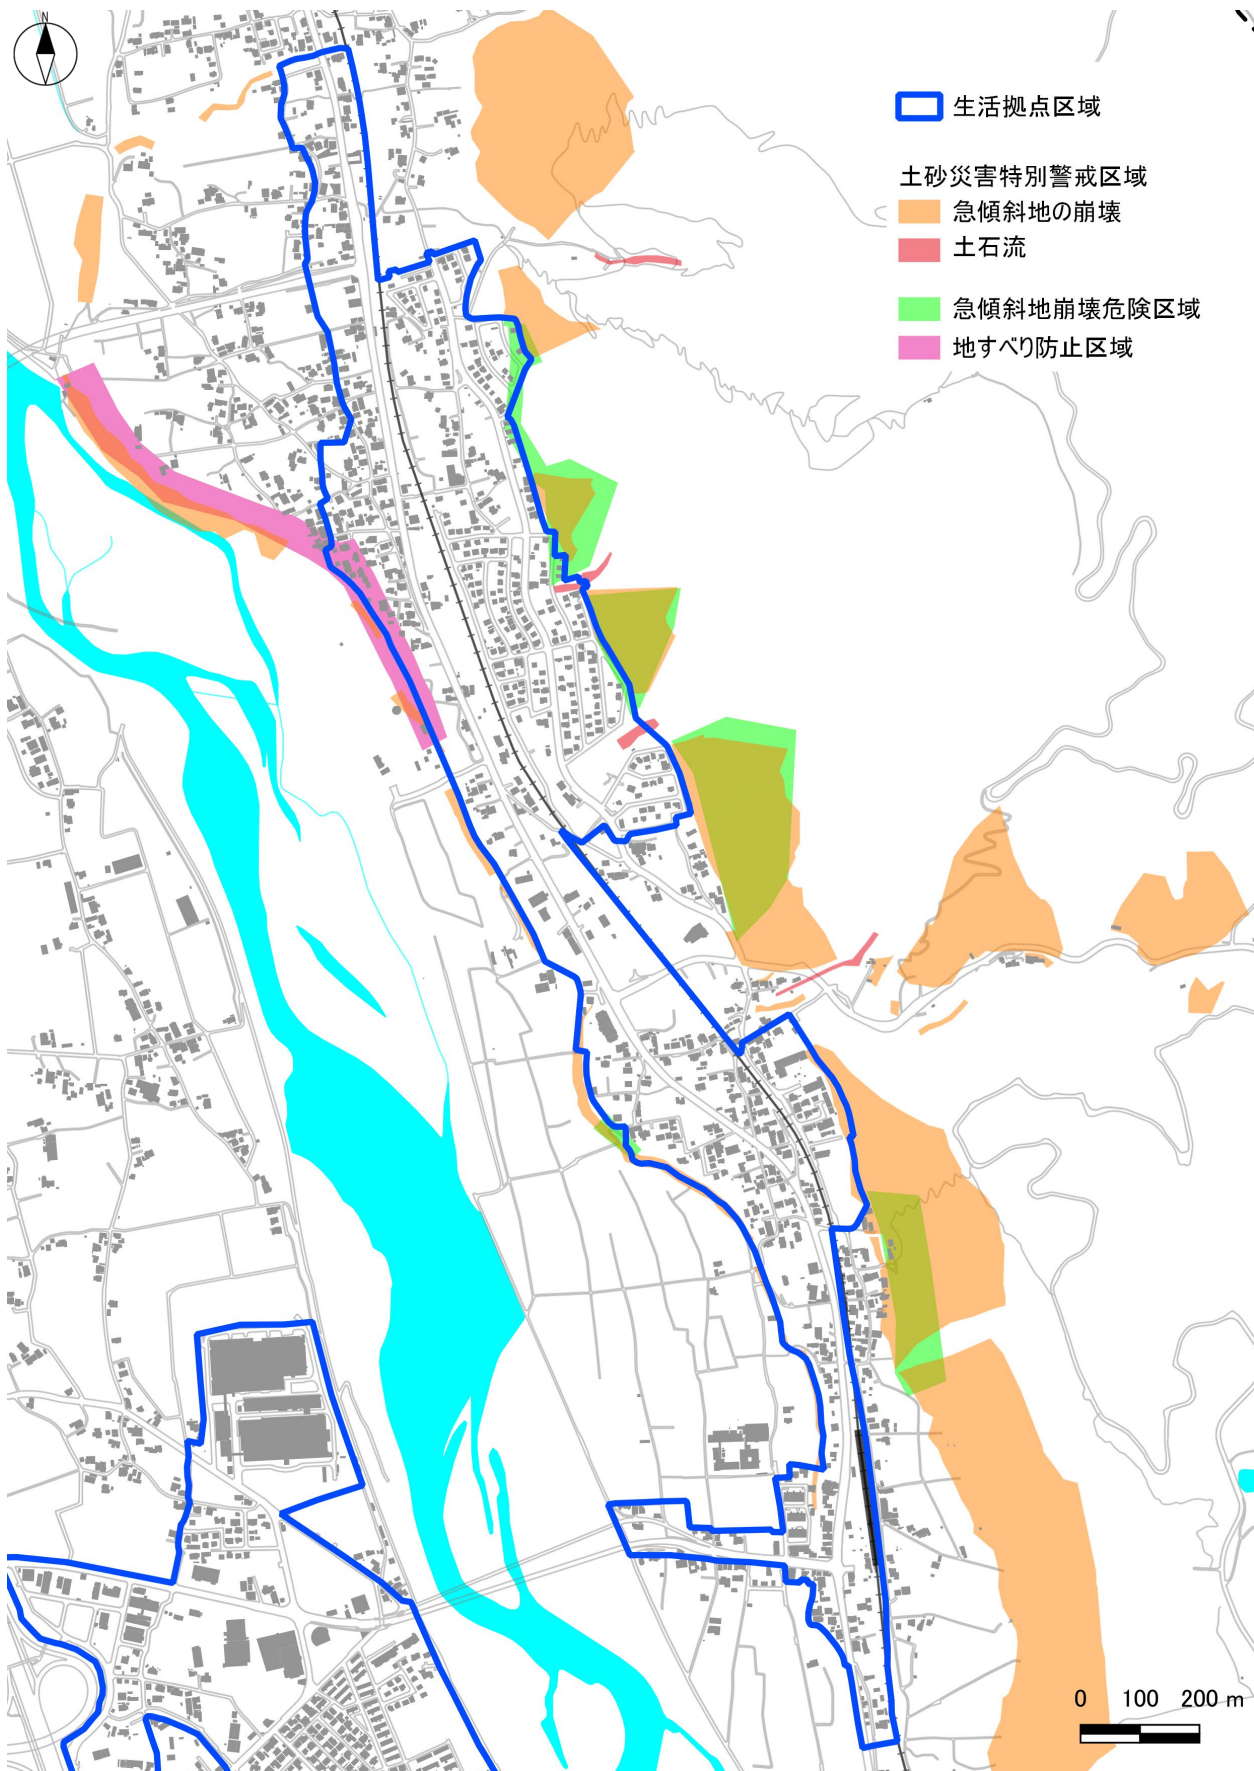 N
生活拠点区域
土砂災害特別警戒区域
急傾斜地の崩壊
土石流
急傾斜地崩壊危険区域
地すべり防止区域
0 100 200 m